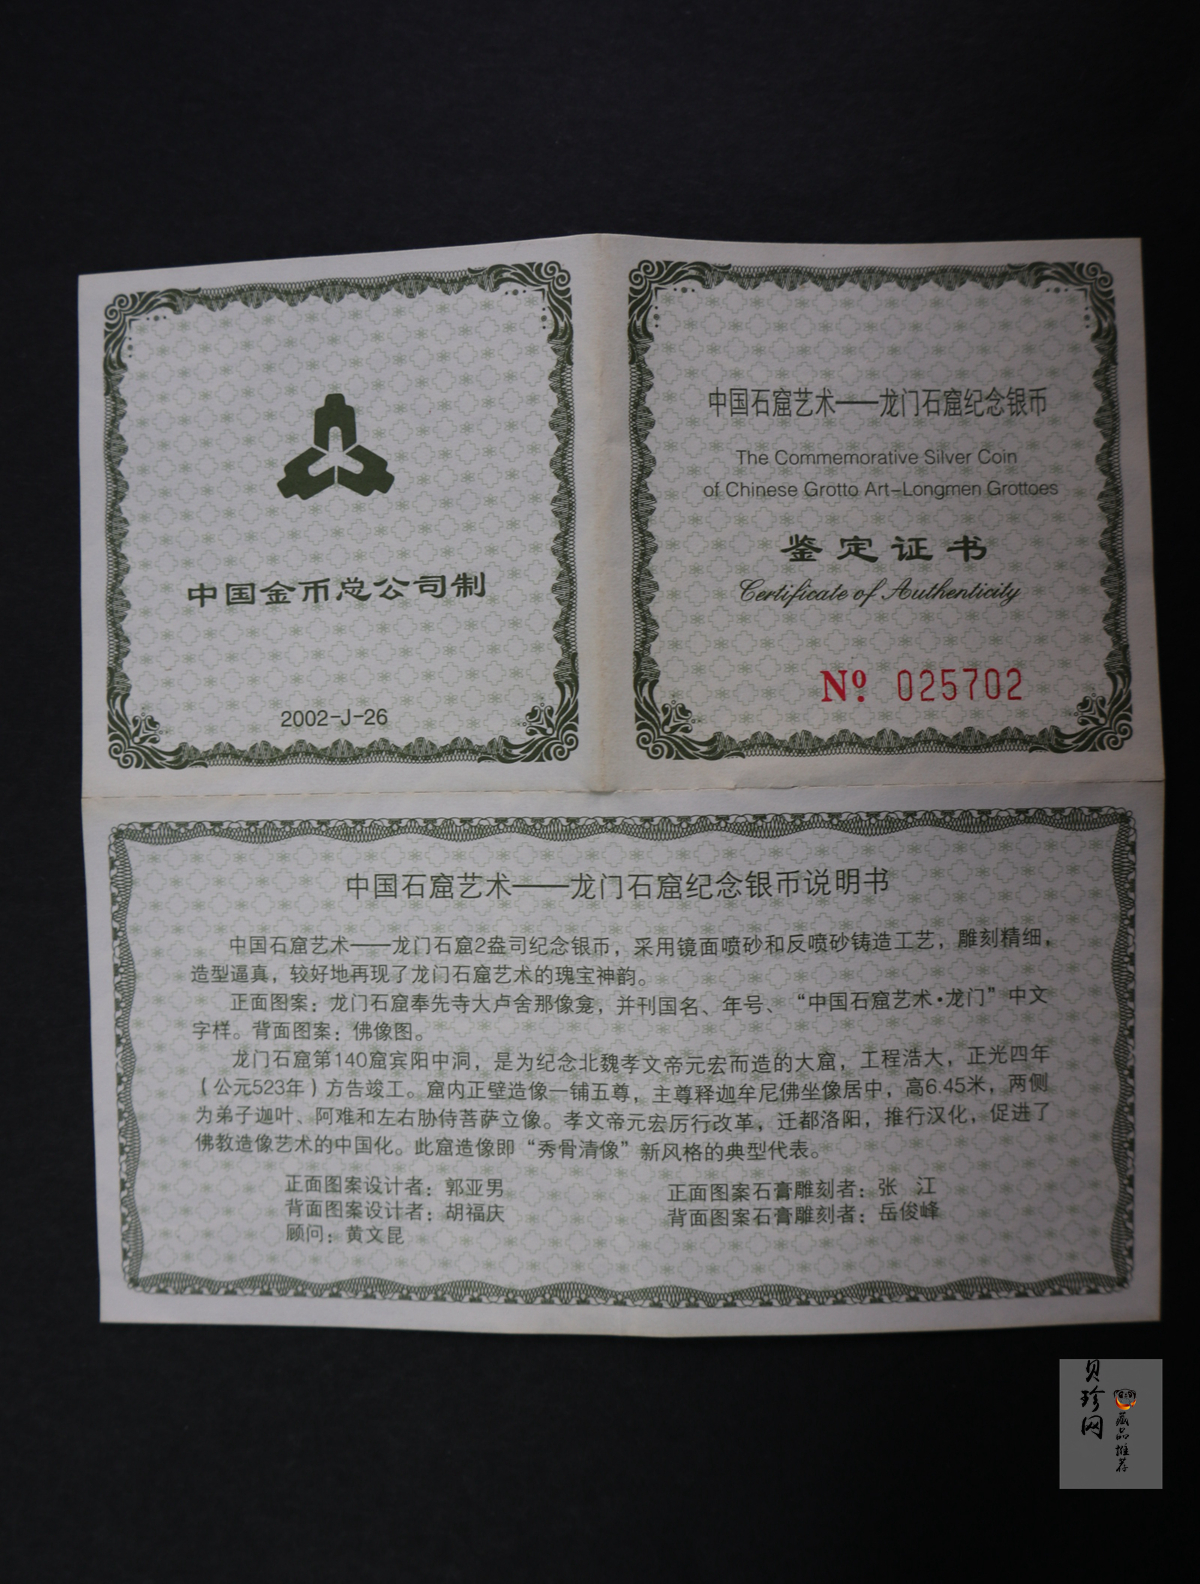 中国金币总公司制
2002-J-26
中国石窟艺术——龙门石窟纪念银币
The Commemorative Silver Coin
of Chinese Grotto Art-Longmen Grottoes
鉴定证书
Certificate of Authenticity
Nº 025702
中国石窟艺术——龙门石窟纪念银币说明书
中国石窟艺术——龙门石窟2盎司纪念银币，采用镜面喷砂和反喷砂铸造工艺，雕刻精细，
造型逼真，较好地再现了龙门石窟艺术的瑰宝神韵。
正面图案：龙门石窟奉先寺大卢舍那像龛，并刊国名、年号、“中国石窟艺术·龙门”中文
字样。背面图案：佛像图。
龙门石窟第140窟宾阳中洞，是为纪念北魏孝文帝元宏而造的大窟，工程浩大，正光四年
（公元523年）方告竣工。窟内正壁造像一铺五尊，主尊释迦牟尼佛坐像居中，高6.45米，两侧
为弟子迦叶、阿难和左右胁侍菩萨立像。孝文帝元宏厉行改革，迁都洛阳，推行汉化，促进了
佛教造像艺术的中国化。此窟造像即“秀骨清像”新风格的典型代表。
正面图案设计者：郭亚男
背面图案设计者：胡福庆
顾问：黄文昆
正面图案石膏雕刻者：张　江
背面图案石膏雕刻者：岳俊峰
贝珍网
藏品推荐